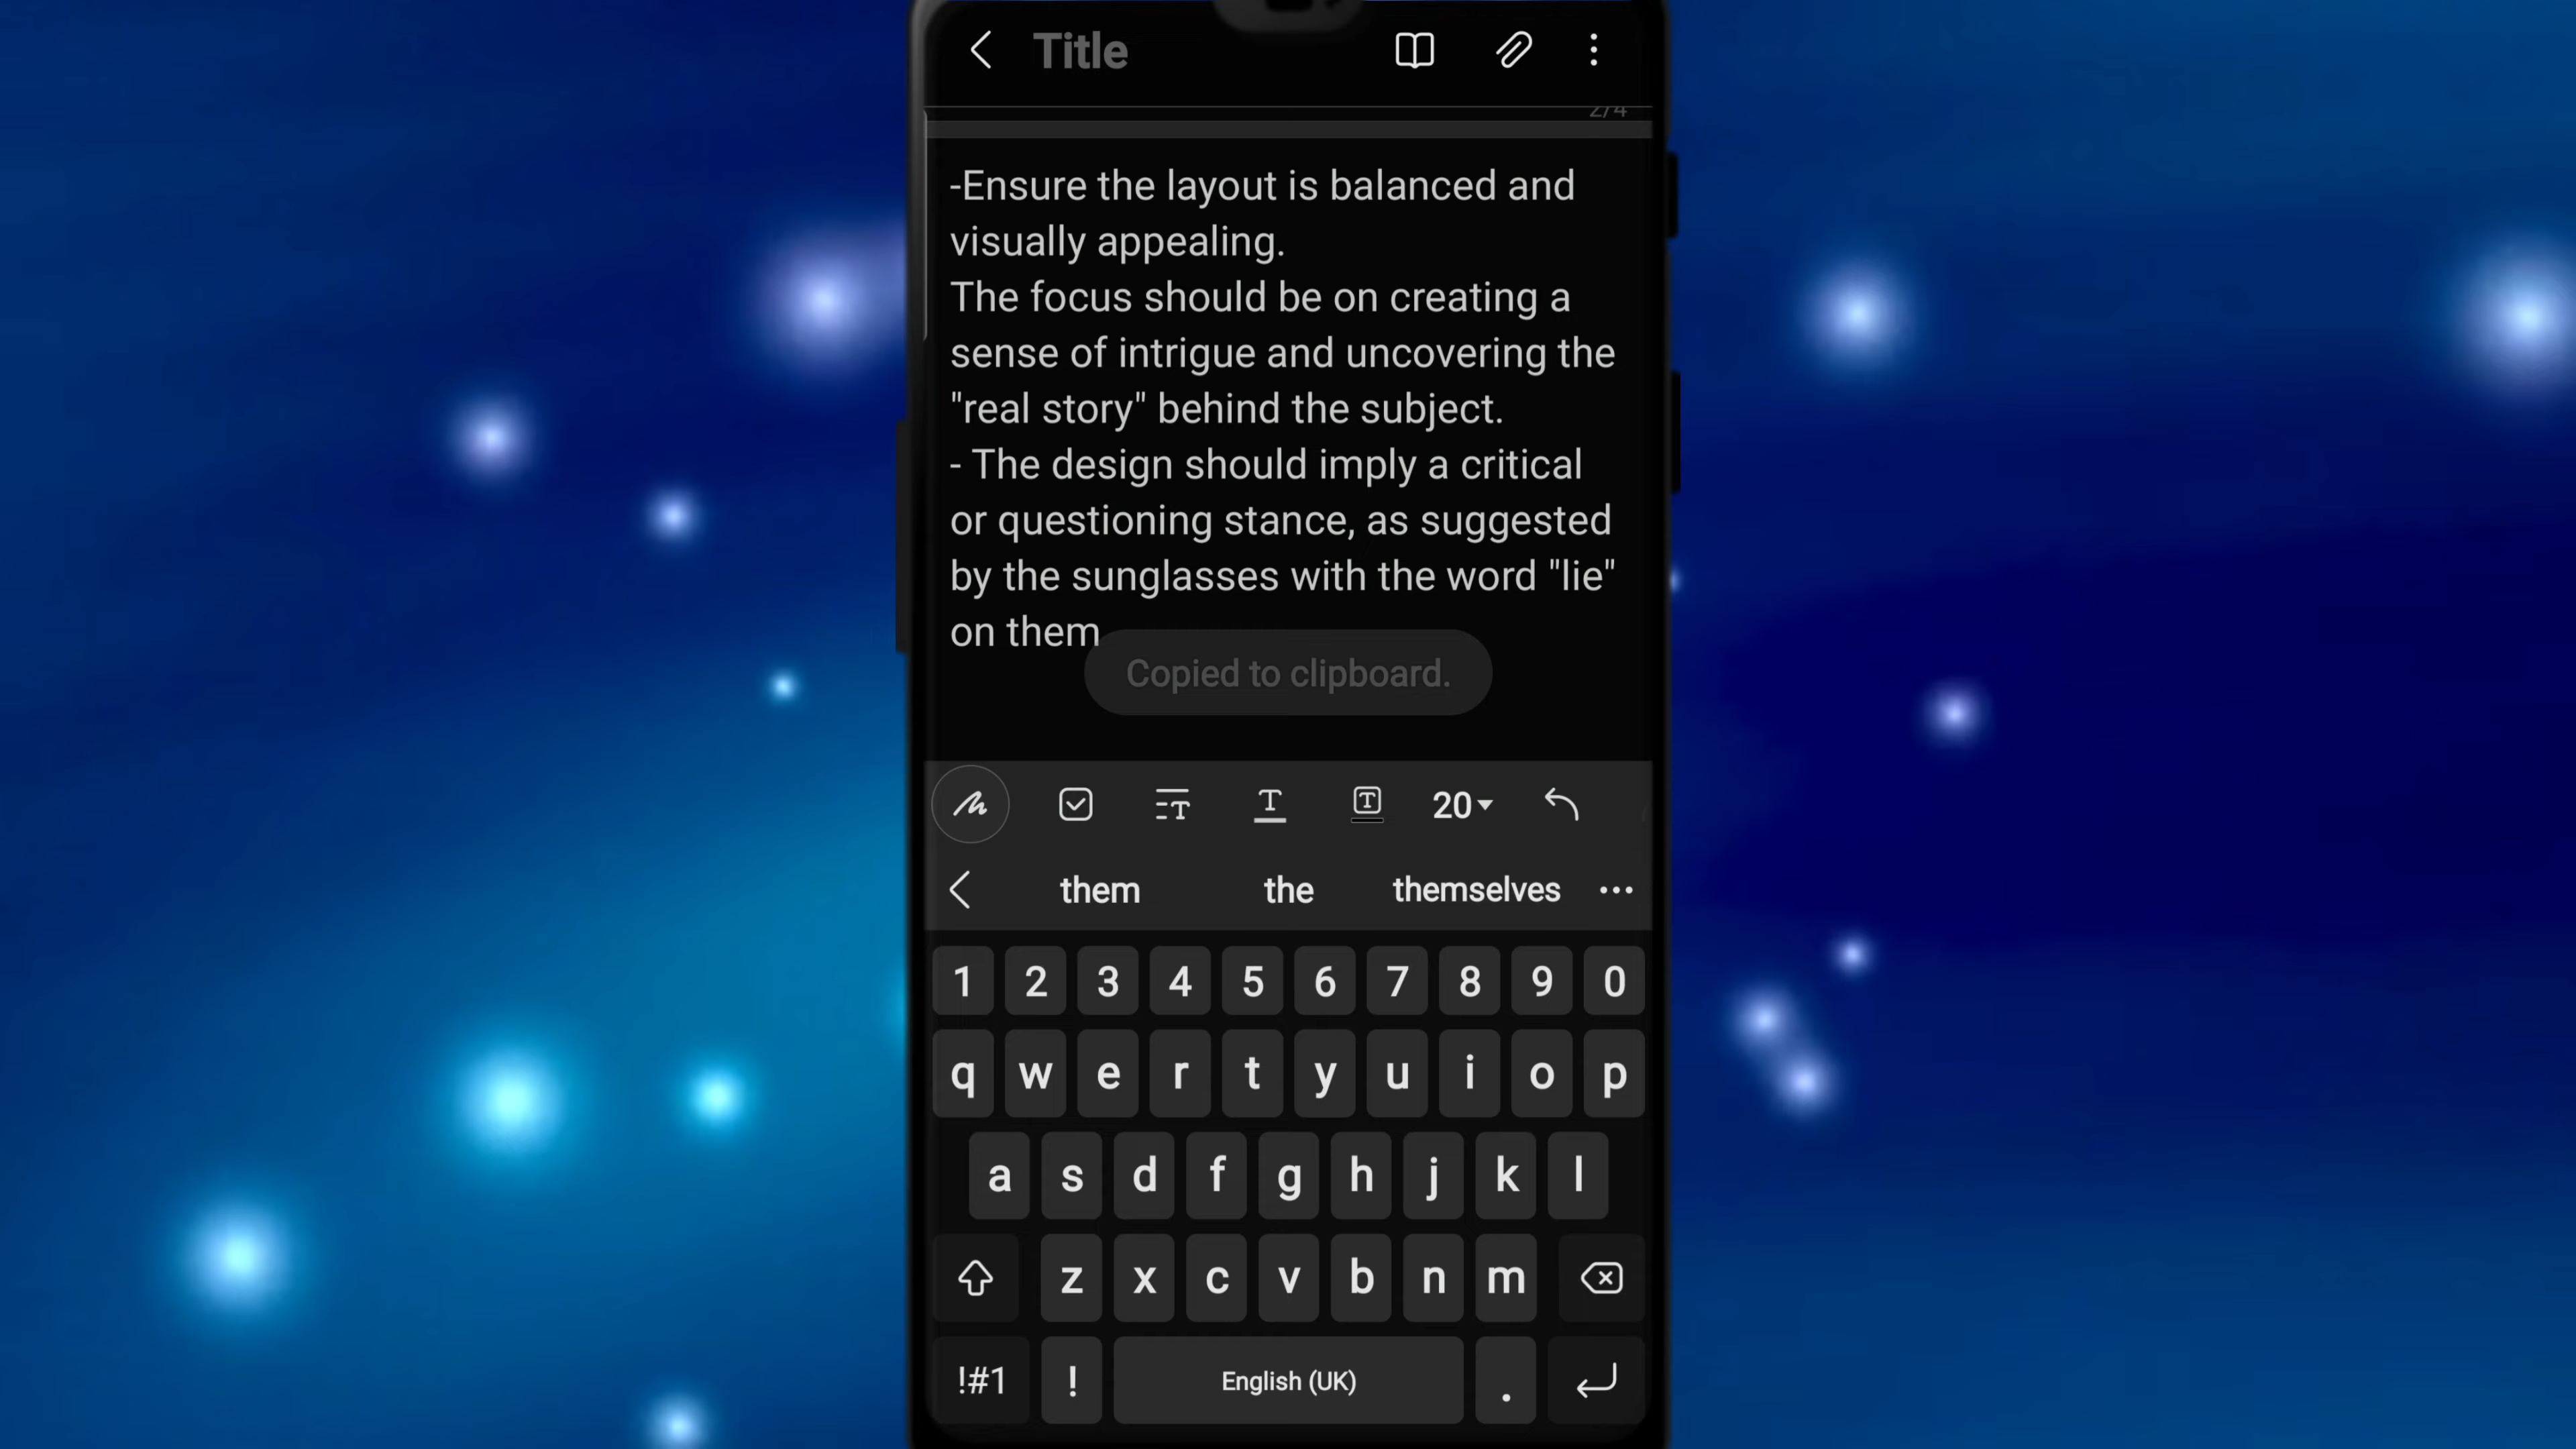 Title
2/4
-Ensure the layout is balanced and
visually appealing.
The focus should be on creating a
sense of intrigue and uncovering the
"real story" behind the subject.
- The design should imply a critical
or questioning stance, as suggested
by the sunglasses with the word "lie"
on them
Copied to clipboard.
20
them the themselves
1 2 3 4 5 6 7 8 9 0
q w e r t y u i o p
a s d f g h j k l
z x c v b n m
!#1 ! English (UK) .